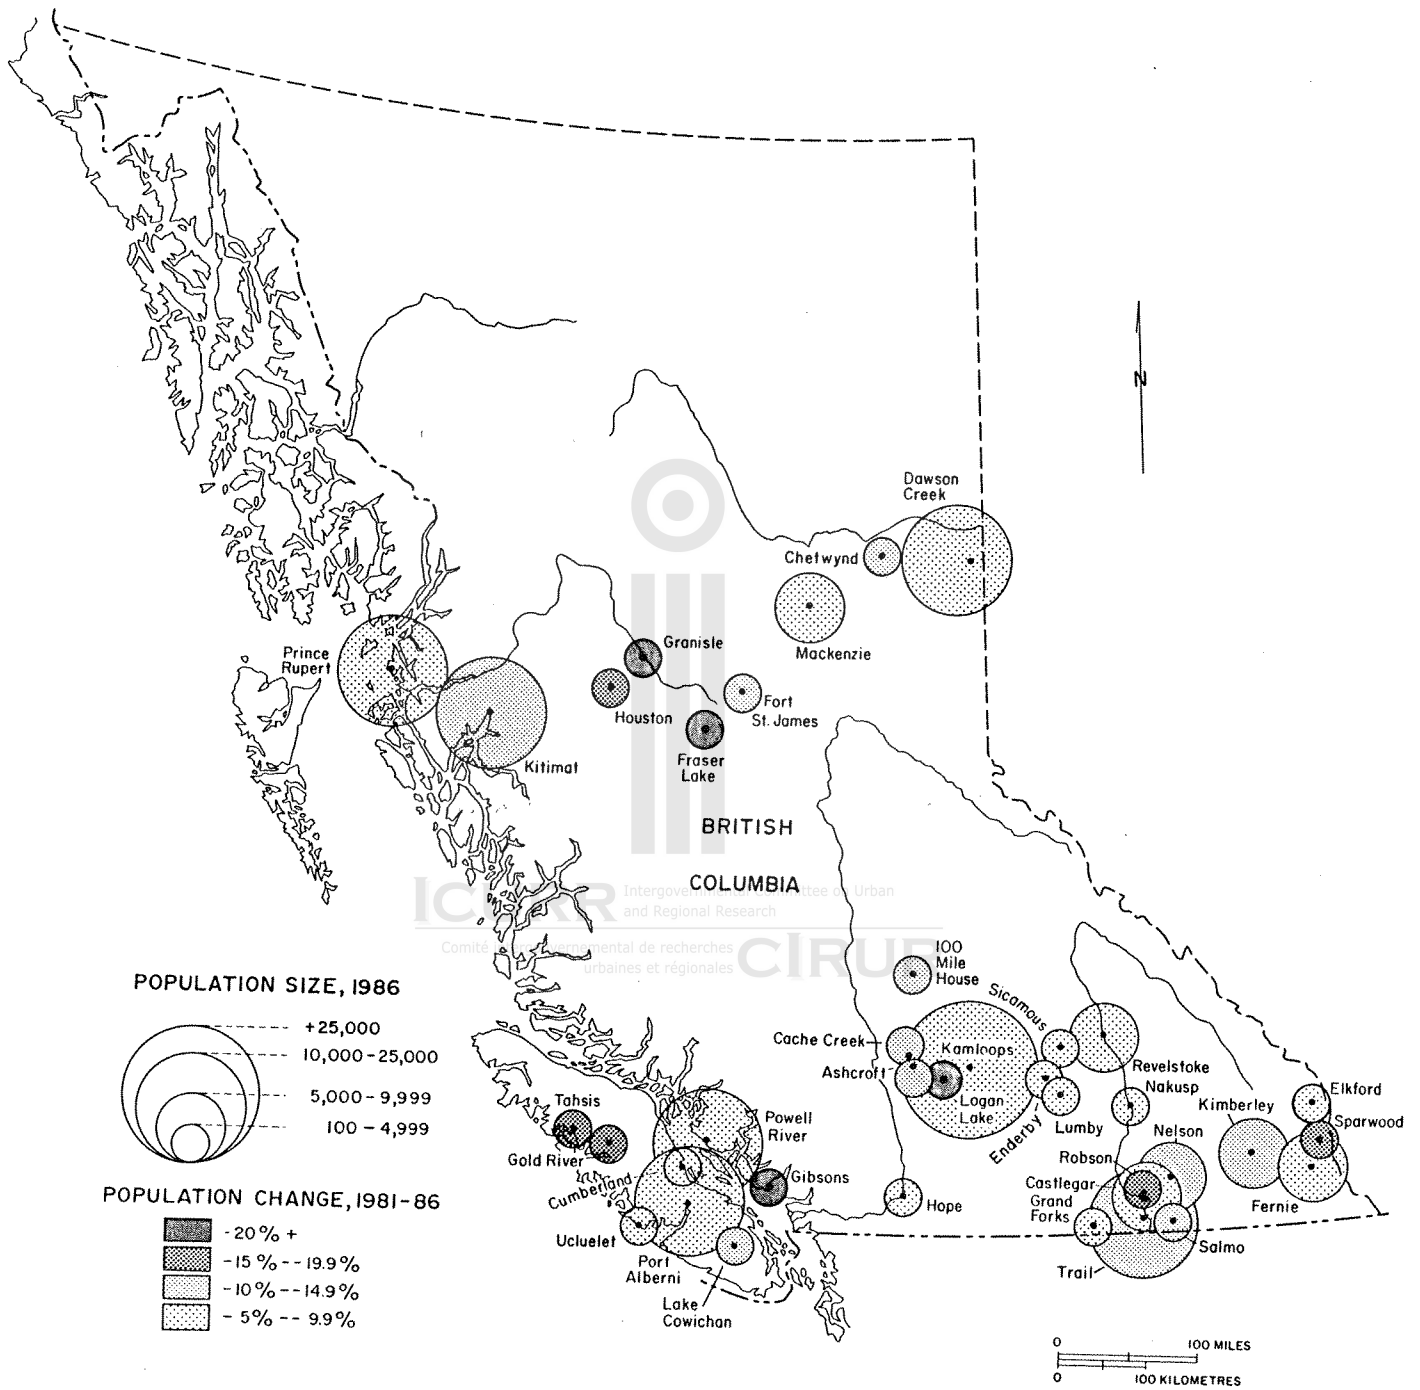 N
Dawson
Creek
Chetwynd
Mackenzie
Prince
Rupert
Granisle
Houston
Fort
St. James
Kitimat
Fraser
Lake
BRITISH
COLUMBIA
ICURR
Intergovernmental Committee on Urban
and Regional Research
Comité intergouvernemental de recherches
urbaines et régionales
CIRUR
100
Mile
House
POPULATION SIZE, 1986
+25,000
10,000-25,000
5,000-9,999
100-4,999
Sicamous
Cache Creek
Kamloops
Ashcroft
Logan
Lake
Revelstoke
Nakusp
Enderby
Lumby
Kimberley
Elkford
Sparwood
Tahsis
Powell
River
Gold River
Nelson
Robson
Castlegar
Grand
Forks
Cumberland
Gibsons
Hope
Fernie
Ucluelet
Salmo
Port
Alberni
Trail
Lake
Cowichan
POPULATION CHANGE, 1981-86
-20% +
-15%--19.9%
-10%--14.9%
-5%--9.9%
0 100 MILES
0 100 KILOMETRES